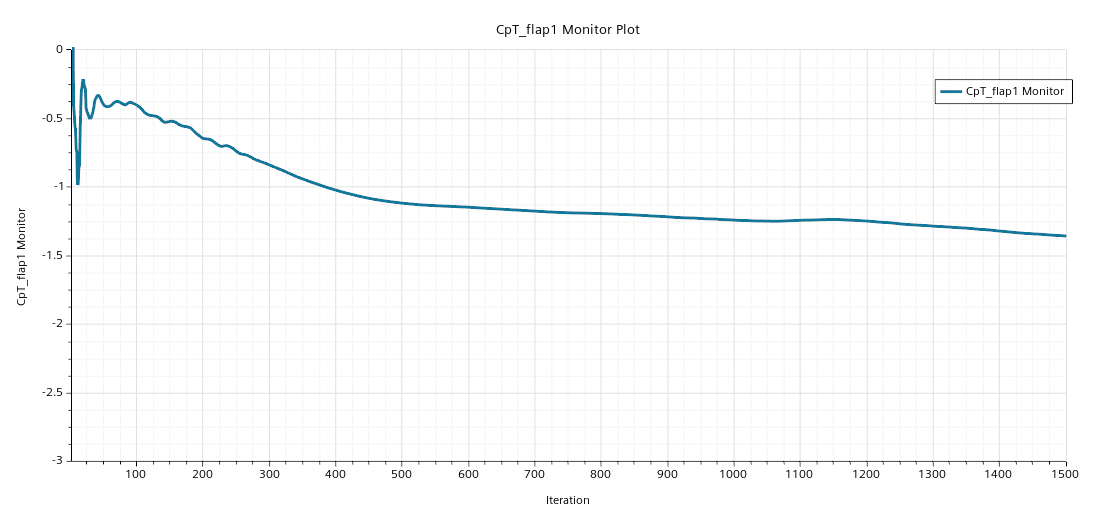 CpT_flap1 Monitor Plot
CpT_flap1 Monitor
0
-0.5
-1
-1.5
-2
-2.5
-3
CpT_flap1 Monitor
100 200 300 400 500 600 700 800 900 1000 1100 1200 1300 1400 1500
Iteration